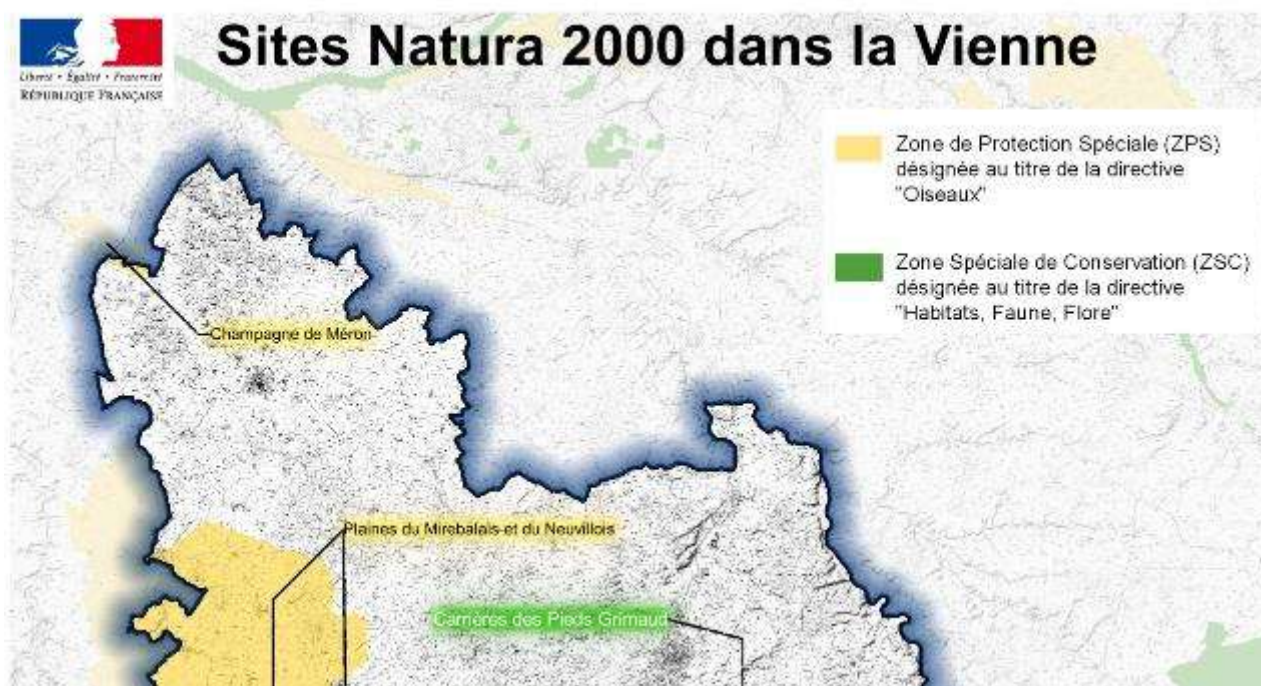 Sites Natura 2000 dans la Vienne
Liberté • Égalité • Fraternité
RÉPUBLIQUE FRANÇAISE
Zone de Protection Spéciale (ZPS)
désignée au titre de la directive
"Oiseaux"
Zone Spéciale de Conservation (ZSC)
désignée au titre de la directive
"Habitats, Faune, Flore"
Champagne de Méron
Plaines du Mirebalais et du Neuvillois
Carrières des Pieds Grimaud